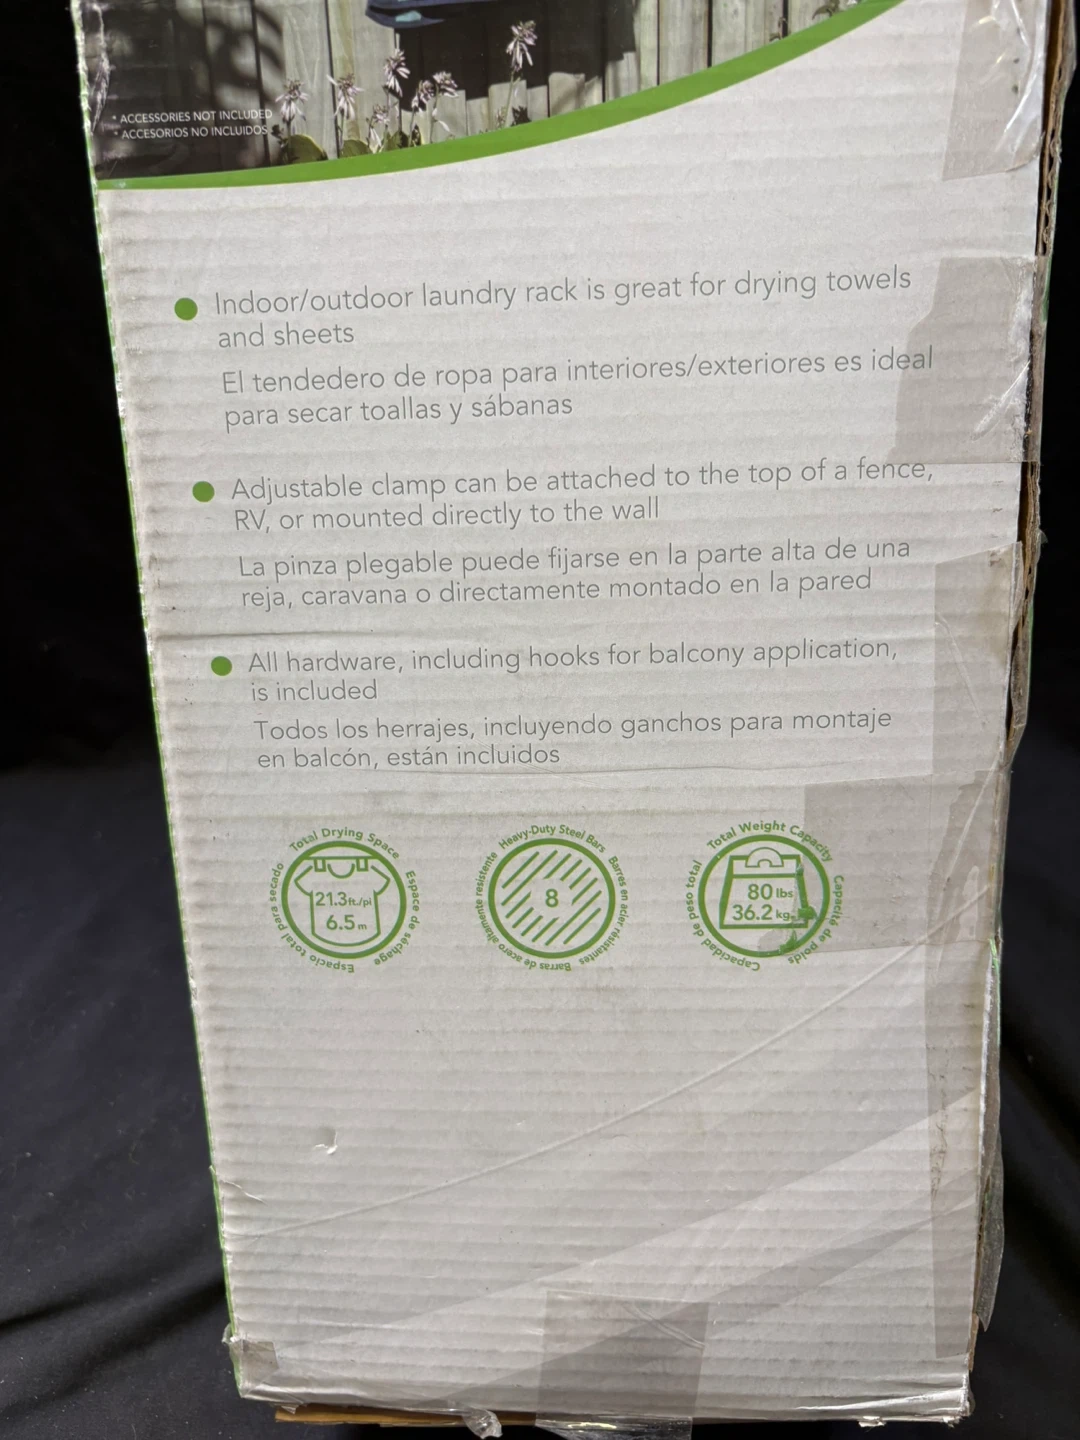 * ACCESSORIES NOT INCLUDED
* ACCESORIOS NO INCLUIDOS
Indoor/outdoor laundry rack is great for drying towels
and sheets
El tendedero de ropa para interiores/exteriores es ideal
para secar toallas y sábanas
Adjustable clamp can be attached to the top of a fence,
RV, or mounted directly to the wall
La pinza plegable puede fijarse en la parte alta de una
reja, caravana o directamente montado en la pared
All hardware, including hooks for balcony application,
is included
Todos los herrajes, incluyendo ganchos para montaje
en balcón, están incluidos
Total Drying Space
Espace de séchage
Espacio total para secado
21.3ft./pl
6.5m
Heavy-Duty Steel Bars
Barres en acier résistantes
Barras de acero altamente resistente
8
Total Weight Capacity
Capacité de poids
Capacidad de peso total
80 lbs
36.2 kg